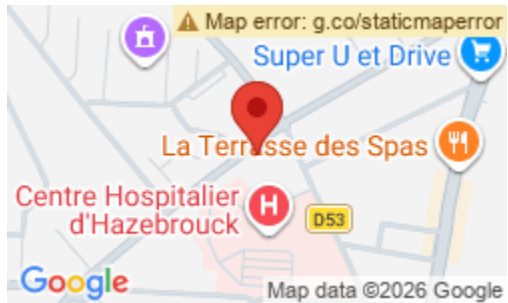 Map error: g.co/staticmaperror
Super U et Drive
La Terrasse des Spas
Centre Hospitalier
d'Hazebrouck
H
D53
Google
Map data ©2026 Google